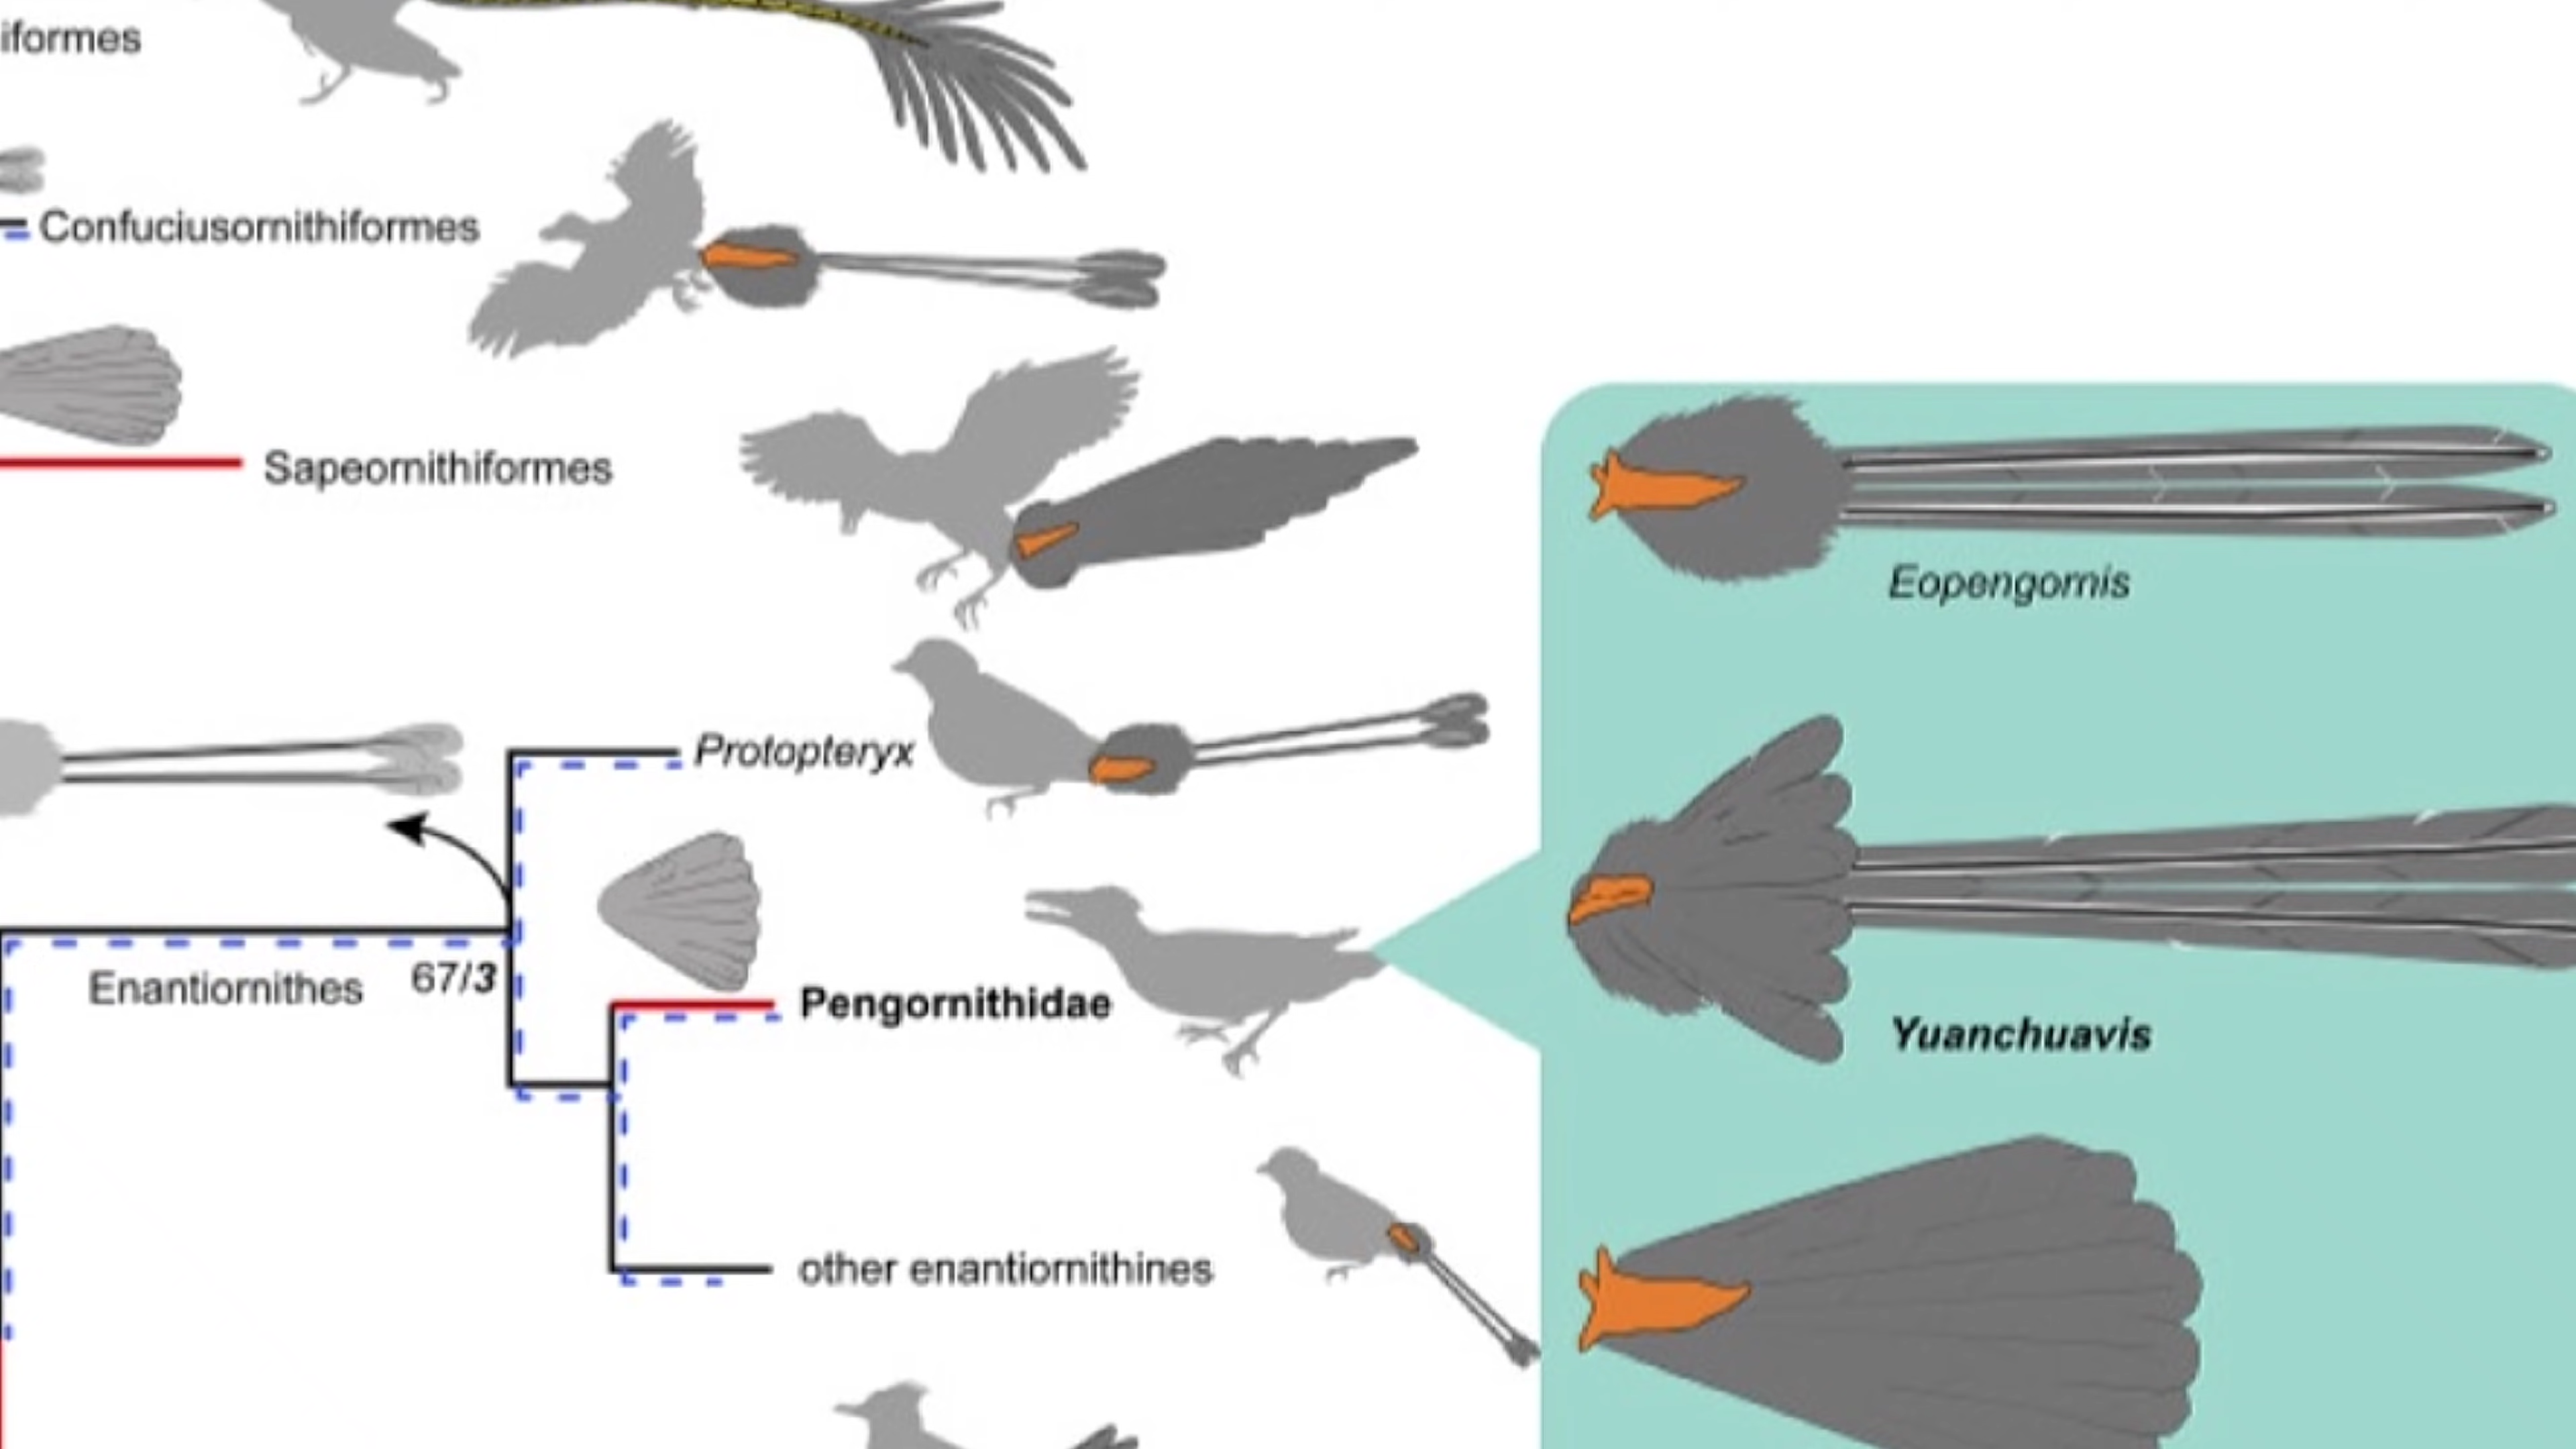 iformes
Confuciusornithiformes
Sapeornithiformes
Eopengornis
Protopteryx
Enantiornithes
67/3
Pengornithidae
Yuanchuavis
other enantiornithines